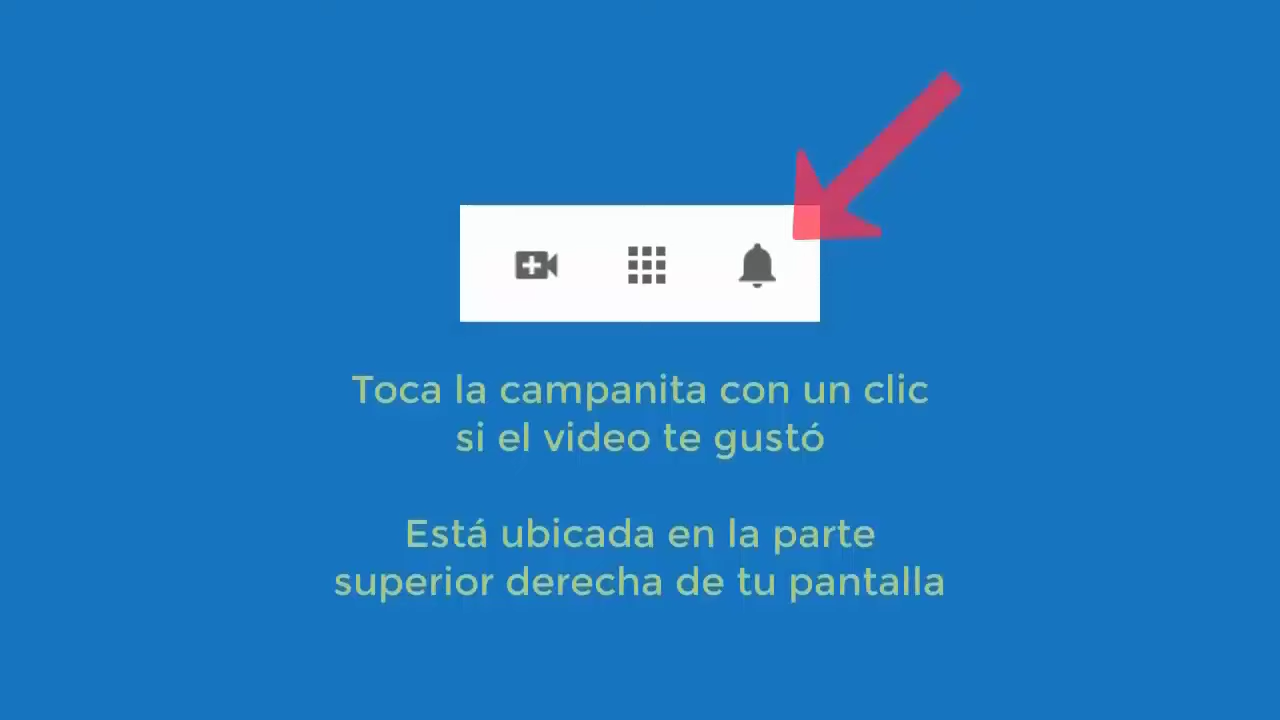 Toca la campanita con un clic
si el video te gustó
Está ubicada en la parte
superior derecha de tu pantalla